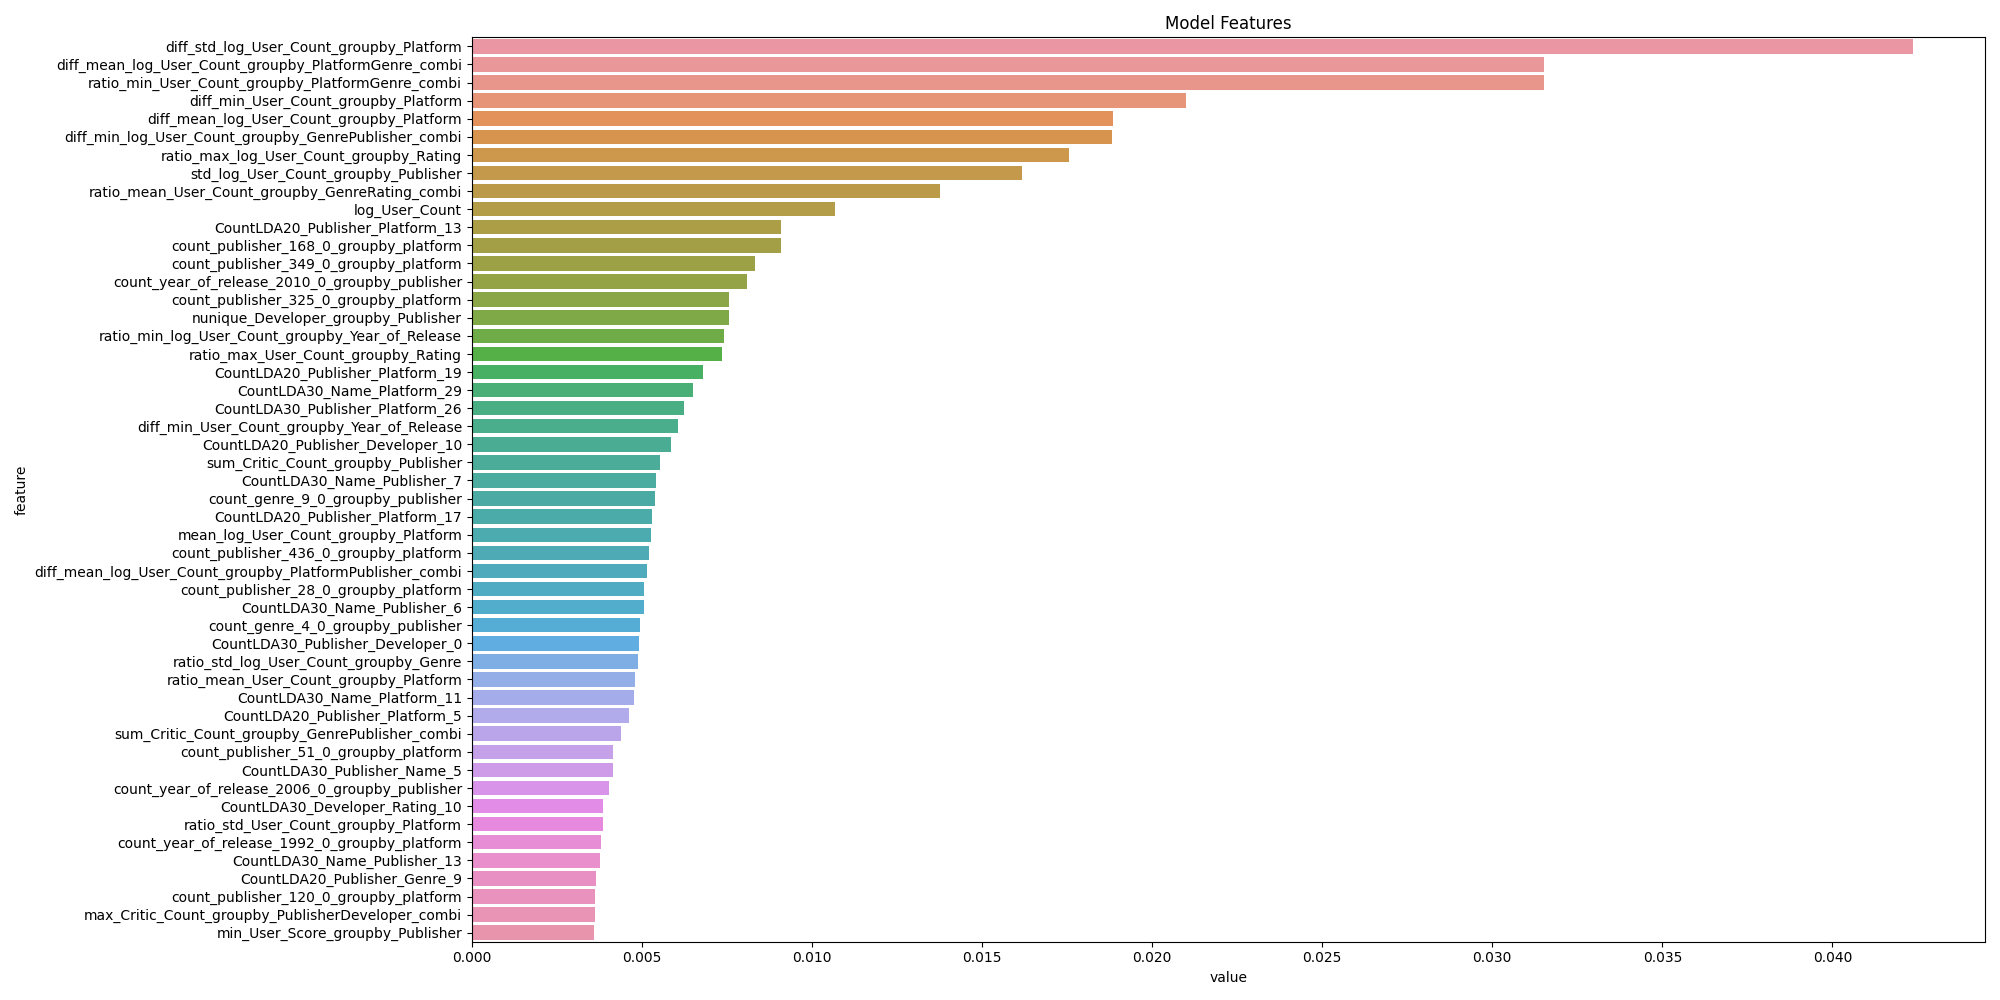 Model Features
diff_std_log_User_Count_groupby_Platform
diff_mean_log_User_Count_groupby_PlatformGenre_combi
ratio_min_User_Count_groupby_PlatformGenre_combi
diff_min_User_Count_groupby_Platform
diff_mean_log_User_Count_groupby_Platform
diff_min_log_User_Count_groupby_GenrePublisher_combi
ratio_max_log_User_Count_groupby_Rating
std_log_User_Count_groupby_Publisher
ratio_mean_User_Count_groupby_GenreRating_combi
log_User_Count
CountLDA20_Publisher_Platform_13
count_publisher_168_0_groupby_platform
count_publisher_349_0_groupby_platform
count_year_of_release_2010_0_groupby_publisher
count_publisher_325_0_groupby_platform
nunique_Developer_groupby_Publisher
ratio_min_log_User_Count_groupby_Year_of_Release
ratio_max_User_Count_groupby_Rating
CountLDA20_Publisher_Platform_19
CountLDA30_Name_Platform_29
CountLDA30_Publisher_Platform_26
diff_min_User_Count_groupby_Year_of_Release
CountLDA20_Publisher_Developer_10
sum_Critic_Count_groupby_Publisher
CountLDA30_Name_Publisher_7
count_genre_9_0_groupby_publisher
CountLDA20_Publisher_Platform_17
mean_log_User_Count_groupby_Platform
count_publisher_436_0_groupby_platform
diff_mean_log_User_Count_groupby_PlatformPublisher_combi
count_publisher_28_0_groupby_platform
CountLDA30_Name_Publisher_6
count_genre_4_0_groupby_publisher
CountLDA30_Publisher_Developer_0
ratio_std_log_User_Count_groupby_Genre
ratio_mean_User_Count_groupby_Platform
CountLDA30_Name_Platform_11
CountLDA20_Publisher_Platform_5
sum_Critic_Count_groupby_GenrePublisher_combi
count_publisher_51_0_groupby_platform
CountLDA30_Publisher_Name_5
count_year_of_release_2006_0_groupby_publisher
CountLDA30_Developer_Rating_10
ratio_std_User_Count_groupby_Platform
count_year_of_release_1992_0_groupby_platform
CountLDA30_Name_Publisher_13
CountLDA20_Publisher_Genre_9
count_publisher_120_0_groupby_platform
max_Critic_Count_groupby_PublisherDeveloper_combi
min_User_Score_groupby_Publisher
feature
0.000 0.005 0.010 0.015 0.020 0.025 0.030 0.035 0.040
value